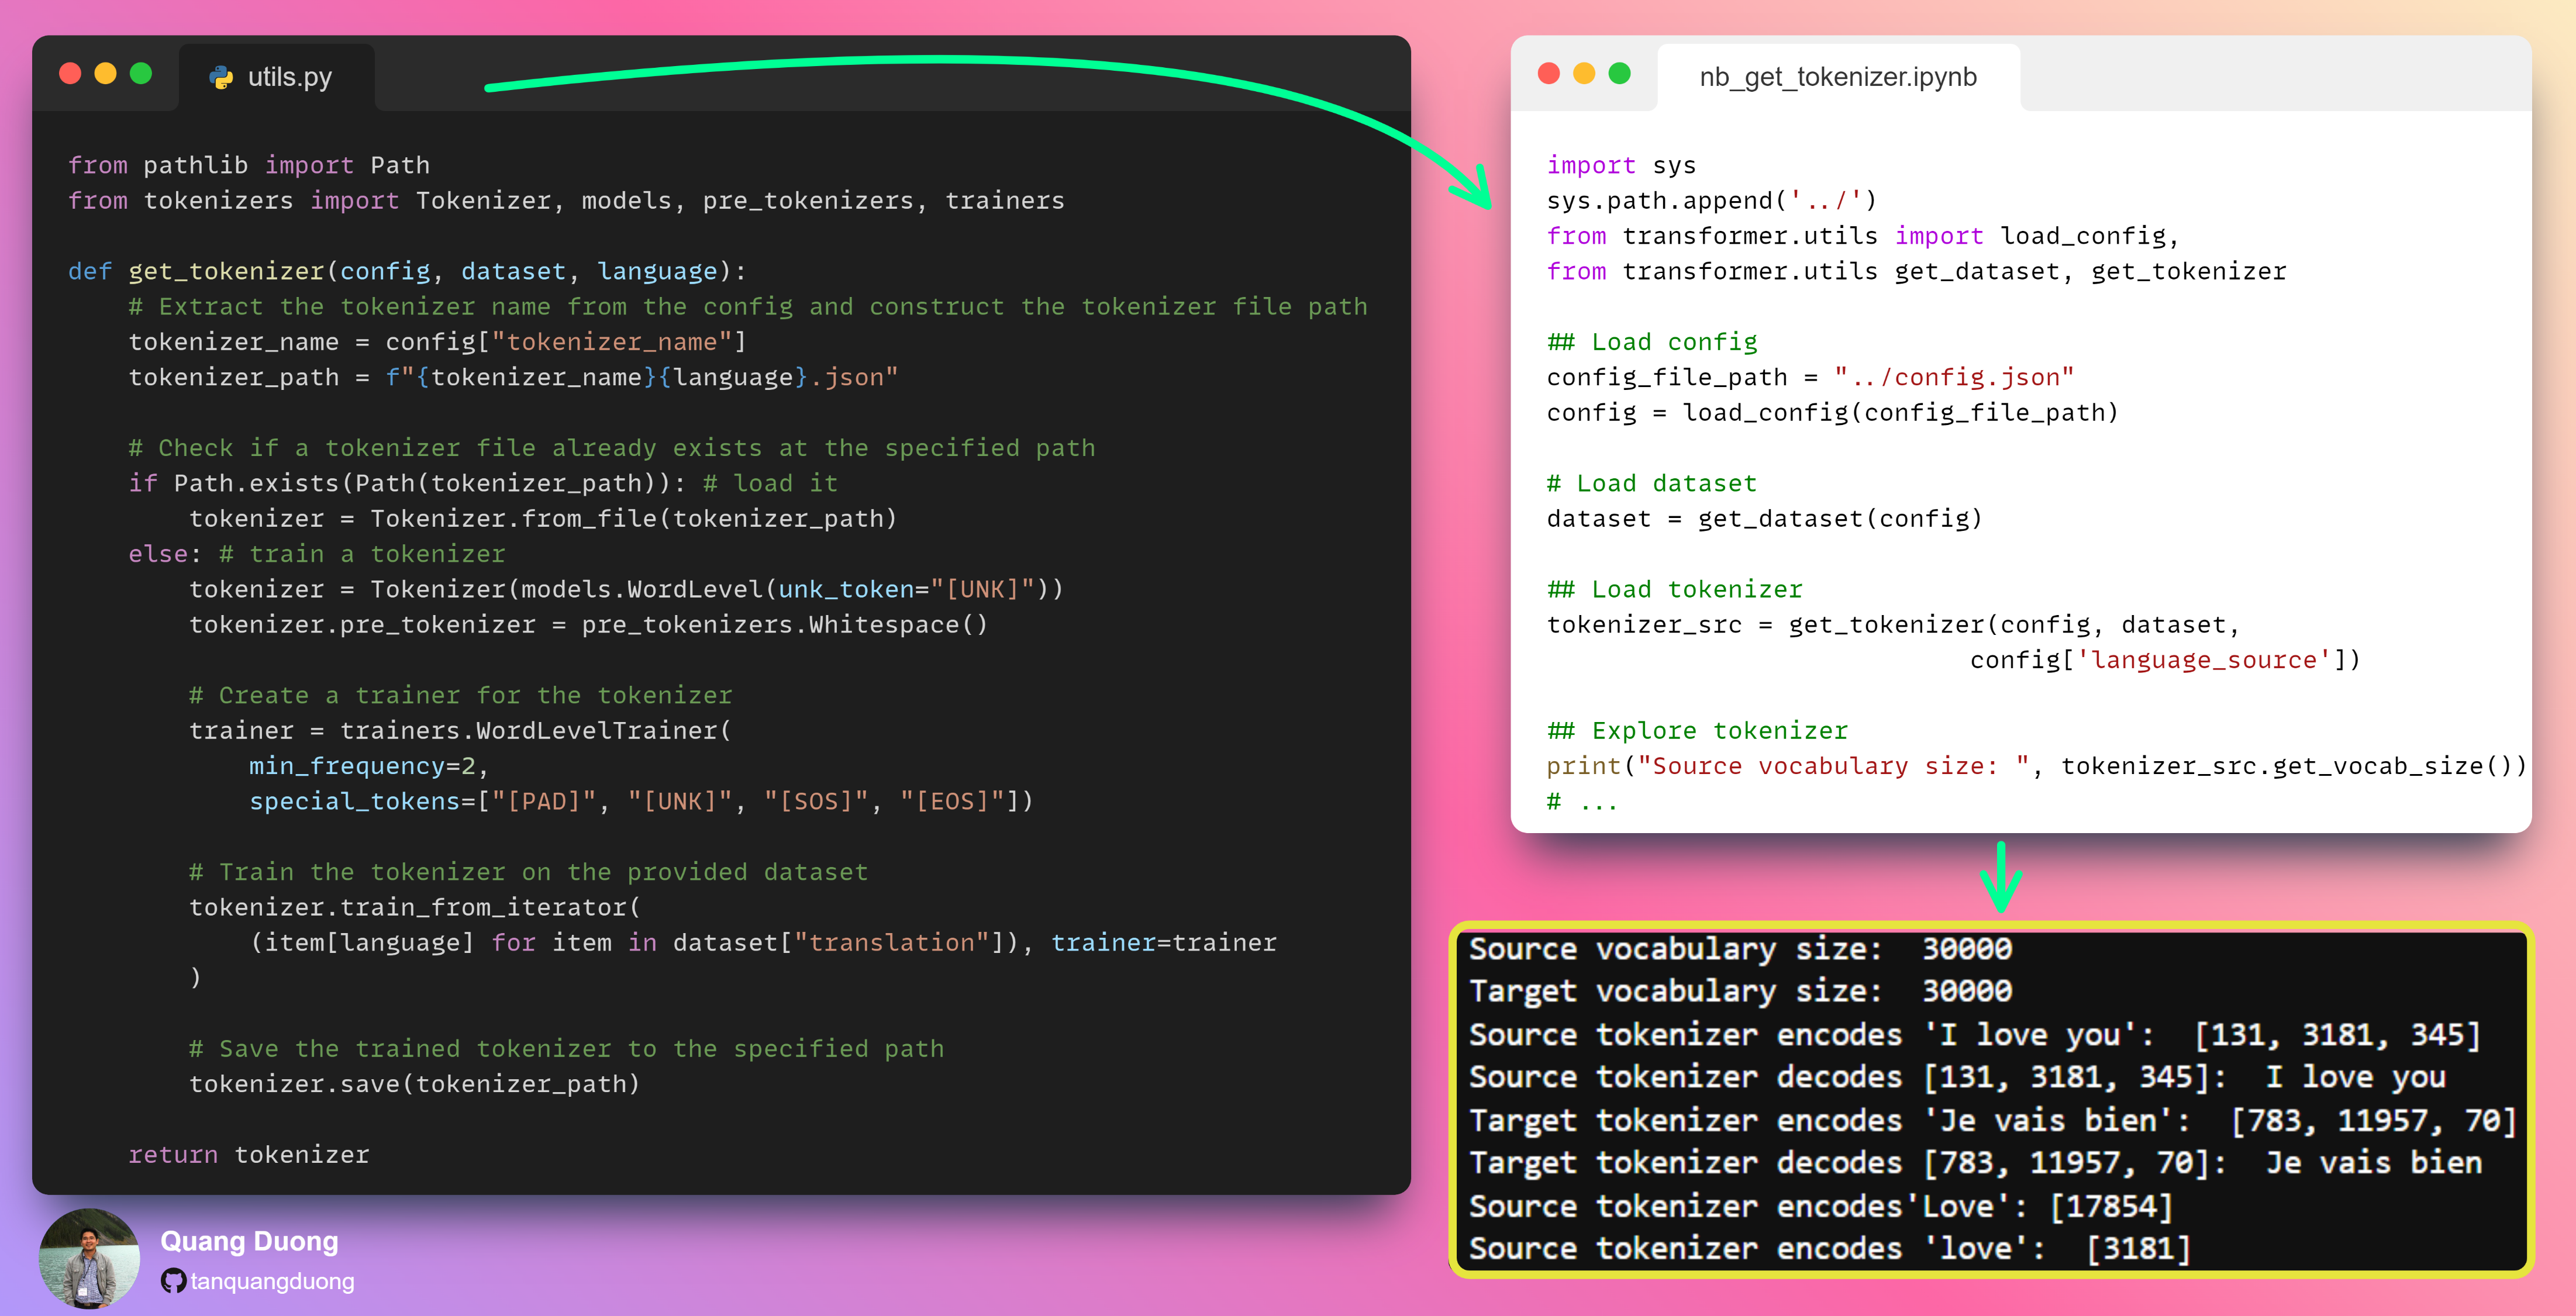 utils.py
from pathlib import Path
from tokenizers import Tokenizer, models, pre_tokenizers, trainers
def get_tokenizer(config, dataset, language):
    # Extract the tokenizer name from the config and construct the tokenizer file path
    tokenizer_name = config["tokenizer_name"]
    tokenizer_path = f"{tokenizer_name}{language}.json"
    # Check if a tokenizer file already exists at the specified path
    if Path.exists(Path(tokenizer_path)): # load it
        tokenizer = Tokenizer.from_file(tokenizer_path)
    else: # train a tokenizer
        tokenizer = Tokenizer(models.WordLevel(unk_token="[UNK]"))
        tokenizer.pre_tokenizer = pre_tokenizers.Whitespace()
        # Create a trainer for the tokenizer
        trainer = trainers.WordLevelTrainer(
            min_frequency=2,
            special_tokens=["[PAD]", "[UNK]", "[SOS]", "[EOS]"])
        # Train the tokenizer on the provided dataset
        tokenizer.train_from_iterator(
            (item[language] for item in dataset["translation"]), trainer=trainer
        )
        # Save the trained tokenizer to the specified path
        tokenizer.save(tokenizer_path)
    return tokenizer
nb_get_tokenizer.ipynb
import sys
sys.path.append('../')
from transformer.utils import load_config,
from transformer.utils get_dataset, get_tokenizer
## Load config
config_file_path = "../config.json"
config = load_config(config_file_path)
# Load dataset
dataset = get_dataset(config)
## Load tokenizer
tokenizer_src = get_tokenizer(config, dataset,
                            config['language_source'])
## Explore tokenizer
print("Source vocabulary size: ", tokenizer_src.get_vocab_size())
# ...
Source vocabulary size:  30000
Target vocabulary size:  30000
Source tokenizer encodes 'I love you':  [131, 3181, 345]
Source tokenizer decodes [131, 3181, 345]:  I love you
Target tokenizer encodes 'Je vais bien':  [783, 11957, 70]
Target tokenizer decodes [783, 11957, 70]:  Je vais bien
Source tokenizer encodes'Love': [17854]
Source tokenizer encodes 'love':  [3181]
Quang Duong
tanquangduong